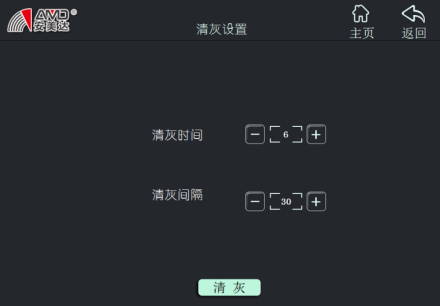 AMD®
安美达
清灰设置
主页
返回
清灰时间
− 6 +
清灰间隔
− 30 +
清 灰